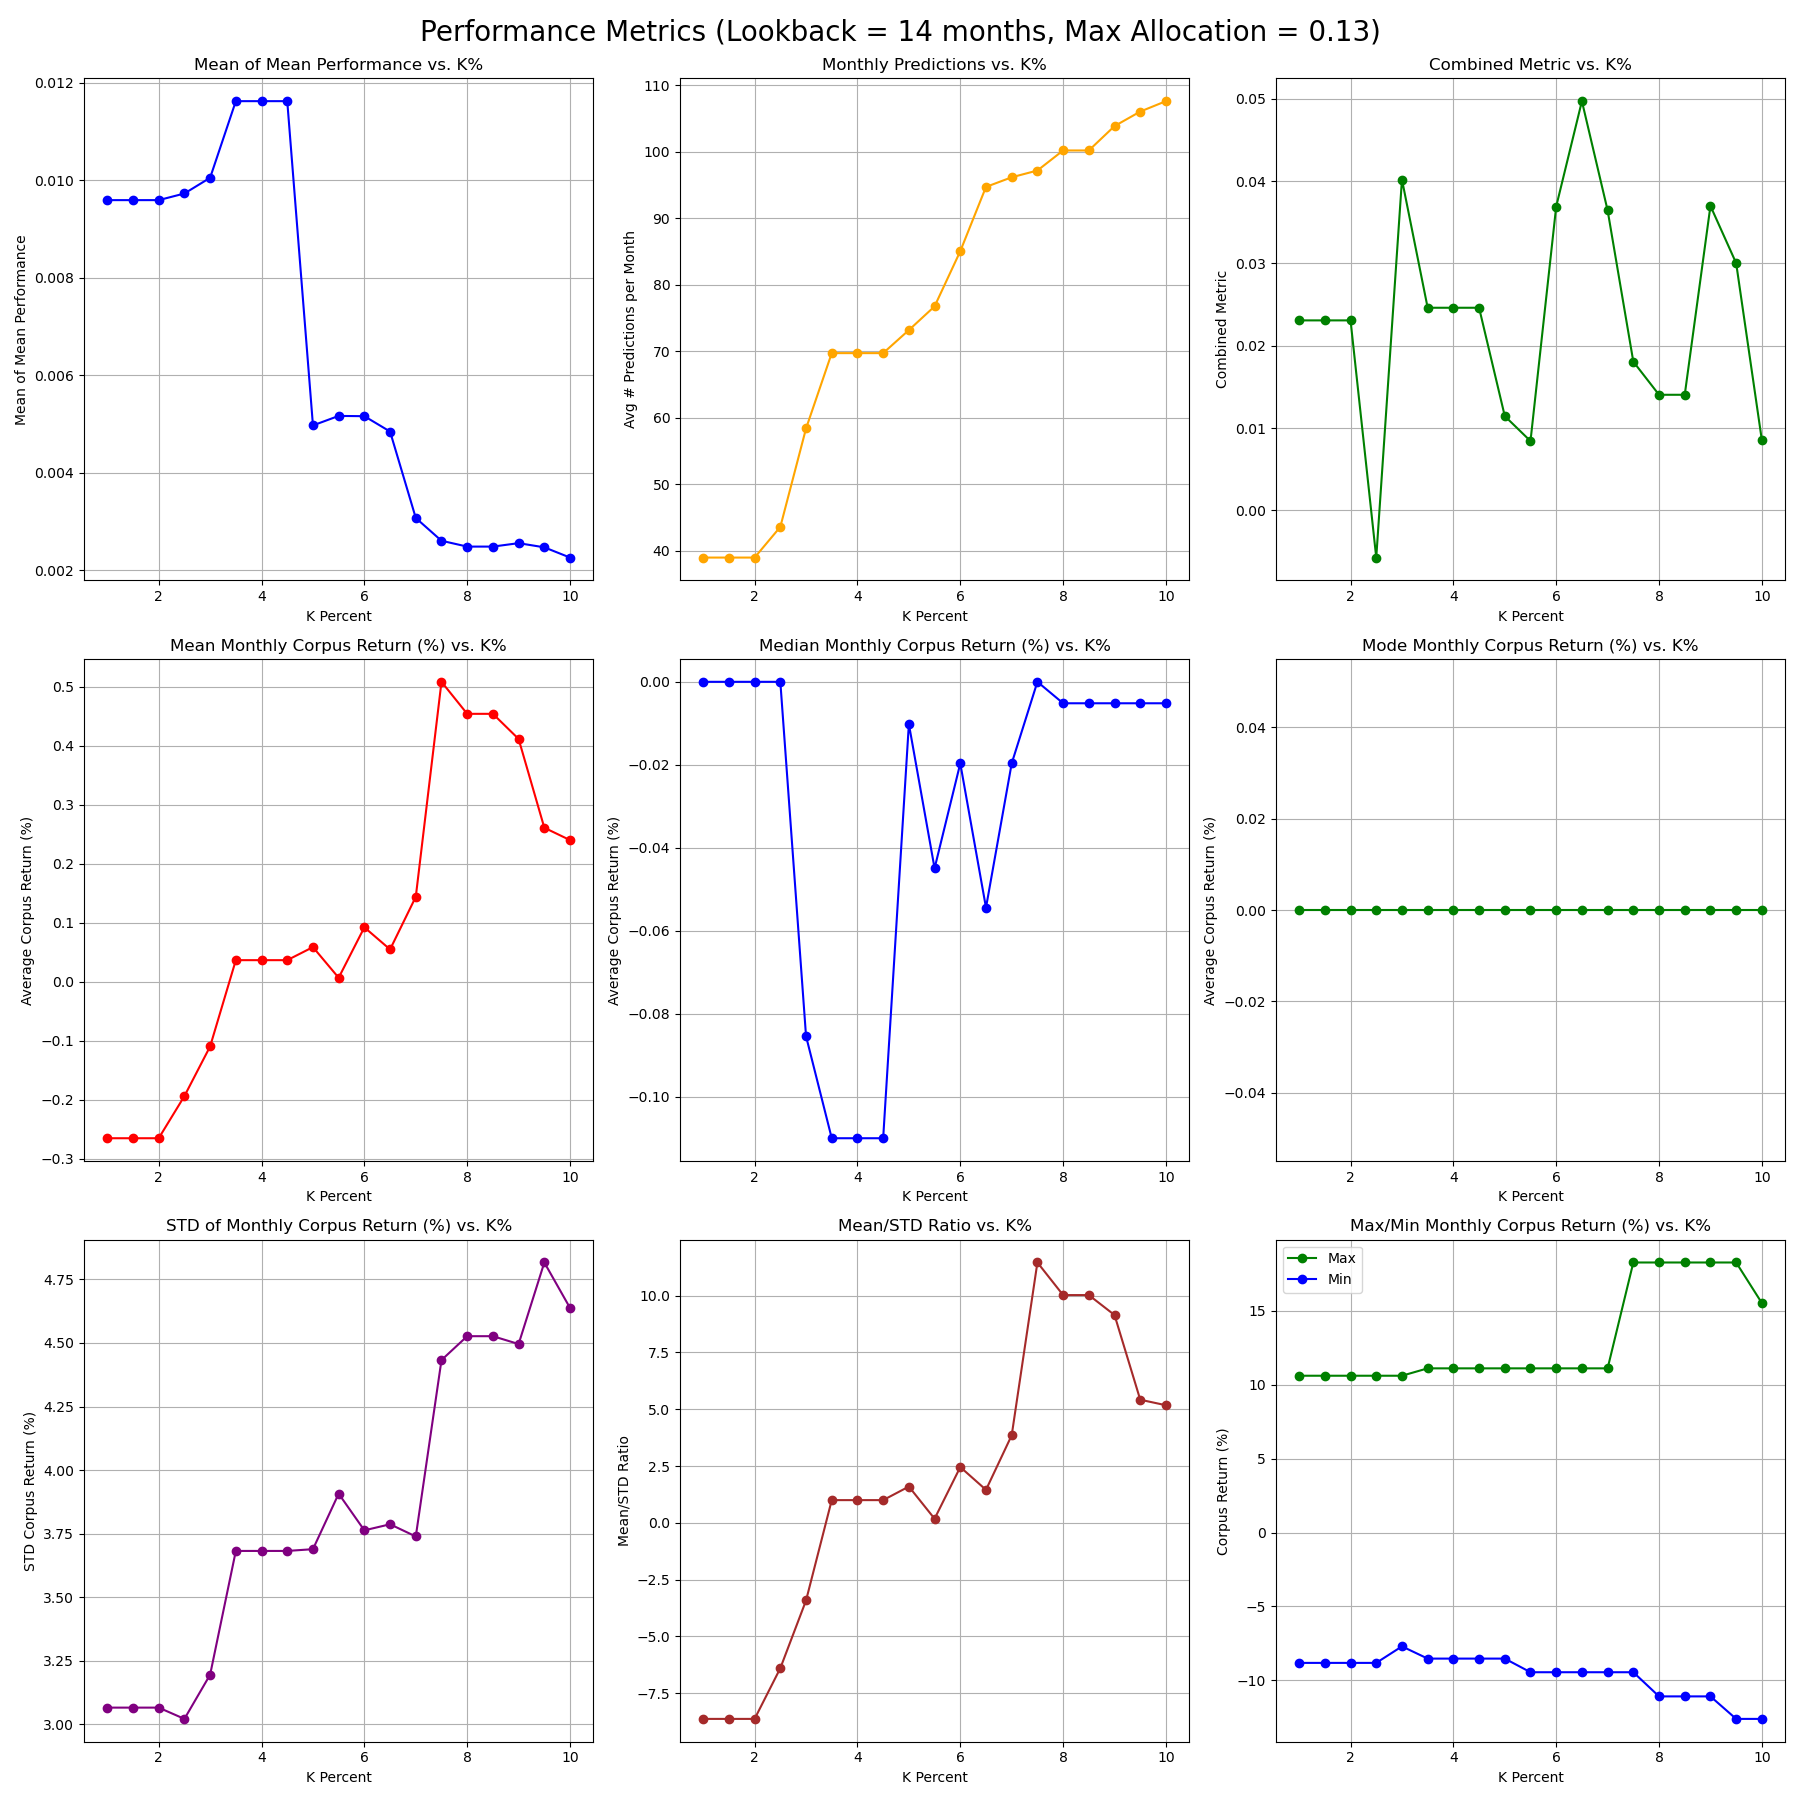 Performance Metrics (Lookback = 14 months, Max Allocation = 0.13)
Mean of Mean Performance vs. K%
Mean of Mean Performance
0.012
0.010
0.008
0.006
0.004
0.002
2 4 6 8 10
K Percent
Monthly Predictions vs. K%
Avg # Predictions per Month
110
100
90
80
70
60
50
40
2 4 6 8 10
K Percent
Combined Metric vs. K%
Combined Metric
0.05
0.04
0.03
0.02
0.01
0.00
2 4 6 8 10
K Percent
Mean Monthly Corpus Return (%) vs. K%
Average Corpus Return (%)
0.5
0.4
0.3
0.2
0.1
0.0
−0.1
−0.2
−0.3
2 4 6 8 10
K Percent
Median Monthly Corpus Return (%) vs. K%
Average Corpus Return (%)
0.00
−0.02
−0.04
−0.06
−0.08
−0.10
2 4 6 8 10
K Percent
Mode Monthly Corpus Return (%) vs. K%
Average Corpus Return (%)
0.04
0.02
0.00
−0.02
−0.04
2 4 6 8 10
K Percent
STD of Monthly Corpus Return (%) vs. K%
STD Corpus Return (%)
4.75
4.50
4.25
4.00
3.75
3.50
3.25
3.00
2 4 6 8 10
K Percent
Mean/STD Ratio vs. K%
Mean/STD Ratio
10.0
7.5
5.0
2.5
0.0
−2.5
−5.0
−7.5
2 4 6 8 10
K Percent
Max/Min Monthly Corpus Return (%) vs. K%
Max
Min
Corpus Return (%)
15
10
5
0
−5
−10
2 4 6 8 10
K Percent